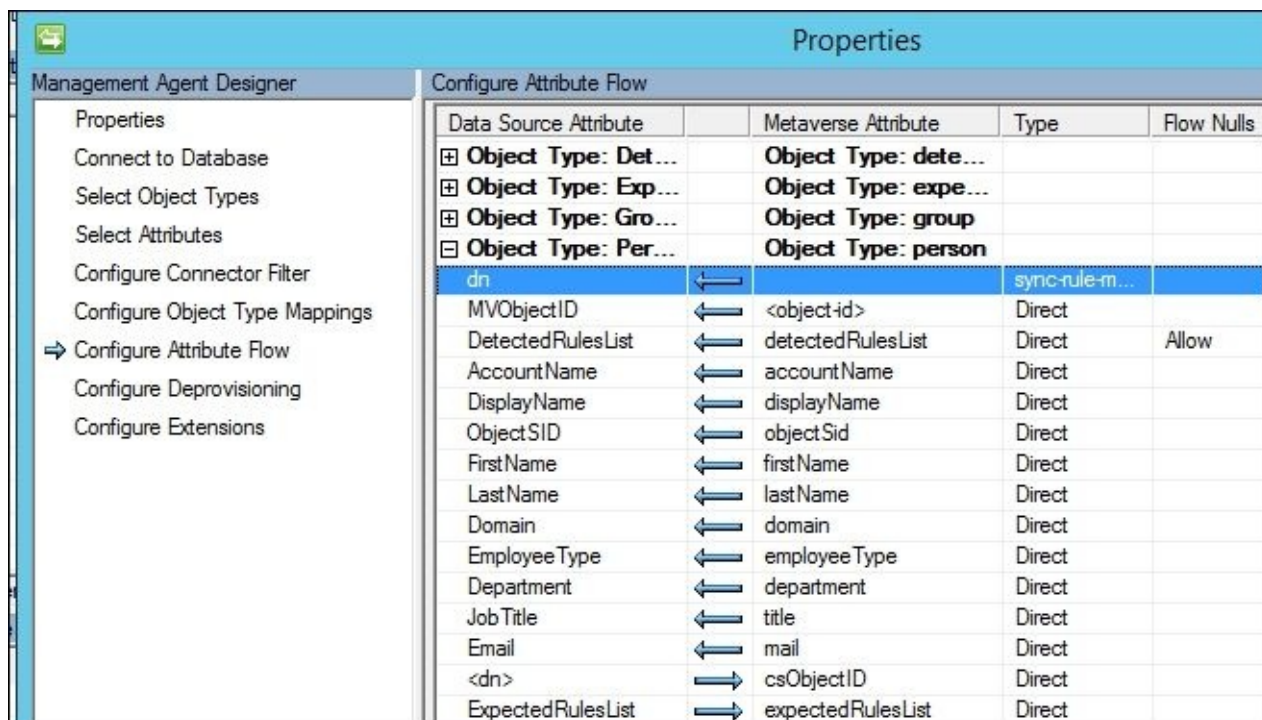 Properties
Management Agent Designer
Configure Attribute Flow
Properties
Connect to Database
Select Object Types
Select Attributes
Configure Connector Filter
Configure Object Type Mappings
Configure Attribute Flow
Configure Deprovisioning
Configure Extensions
Data Source Attribute Metaverse Attribute Type Flow Nulls
Object Type: Det... Object Type: dete...
Object Type: Exp... Object Type: expe...
Object Type: Gro... Object Type: group
Object Type: Per... Object Type: person
dn sync-rule-m...
MVObjectID <object-id> Direct
DetectedRulesList detectedRulesList Direct Allow
AccountName accountName Direct
DisplayName displayName Direct
ObjectSID objectSid Direct
FirstName firstName Direct
LastName lastName Direct
Domain domain Direct
EmployeeType employeeType Direct
Department department Direct
JobTitle title Direct
Email mail Direct
<dn> csObjectID Direct
ExpectedRulesList expectedRulesList Direct